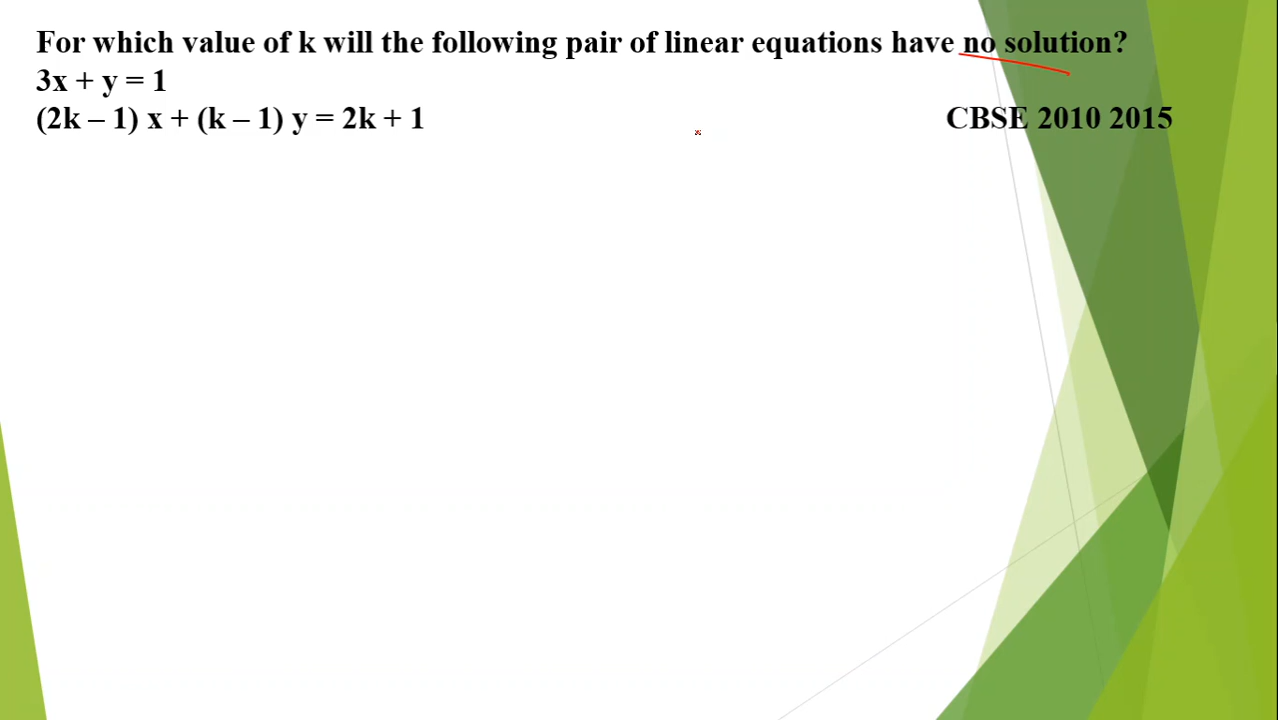 For which value of k will the following pair of linear equations have no solution?
3x + y = 1
(2k – 1) x + (k – 1) y = 2k + 1 CBSE 2010 2015